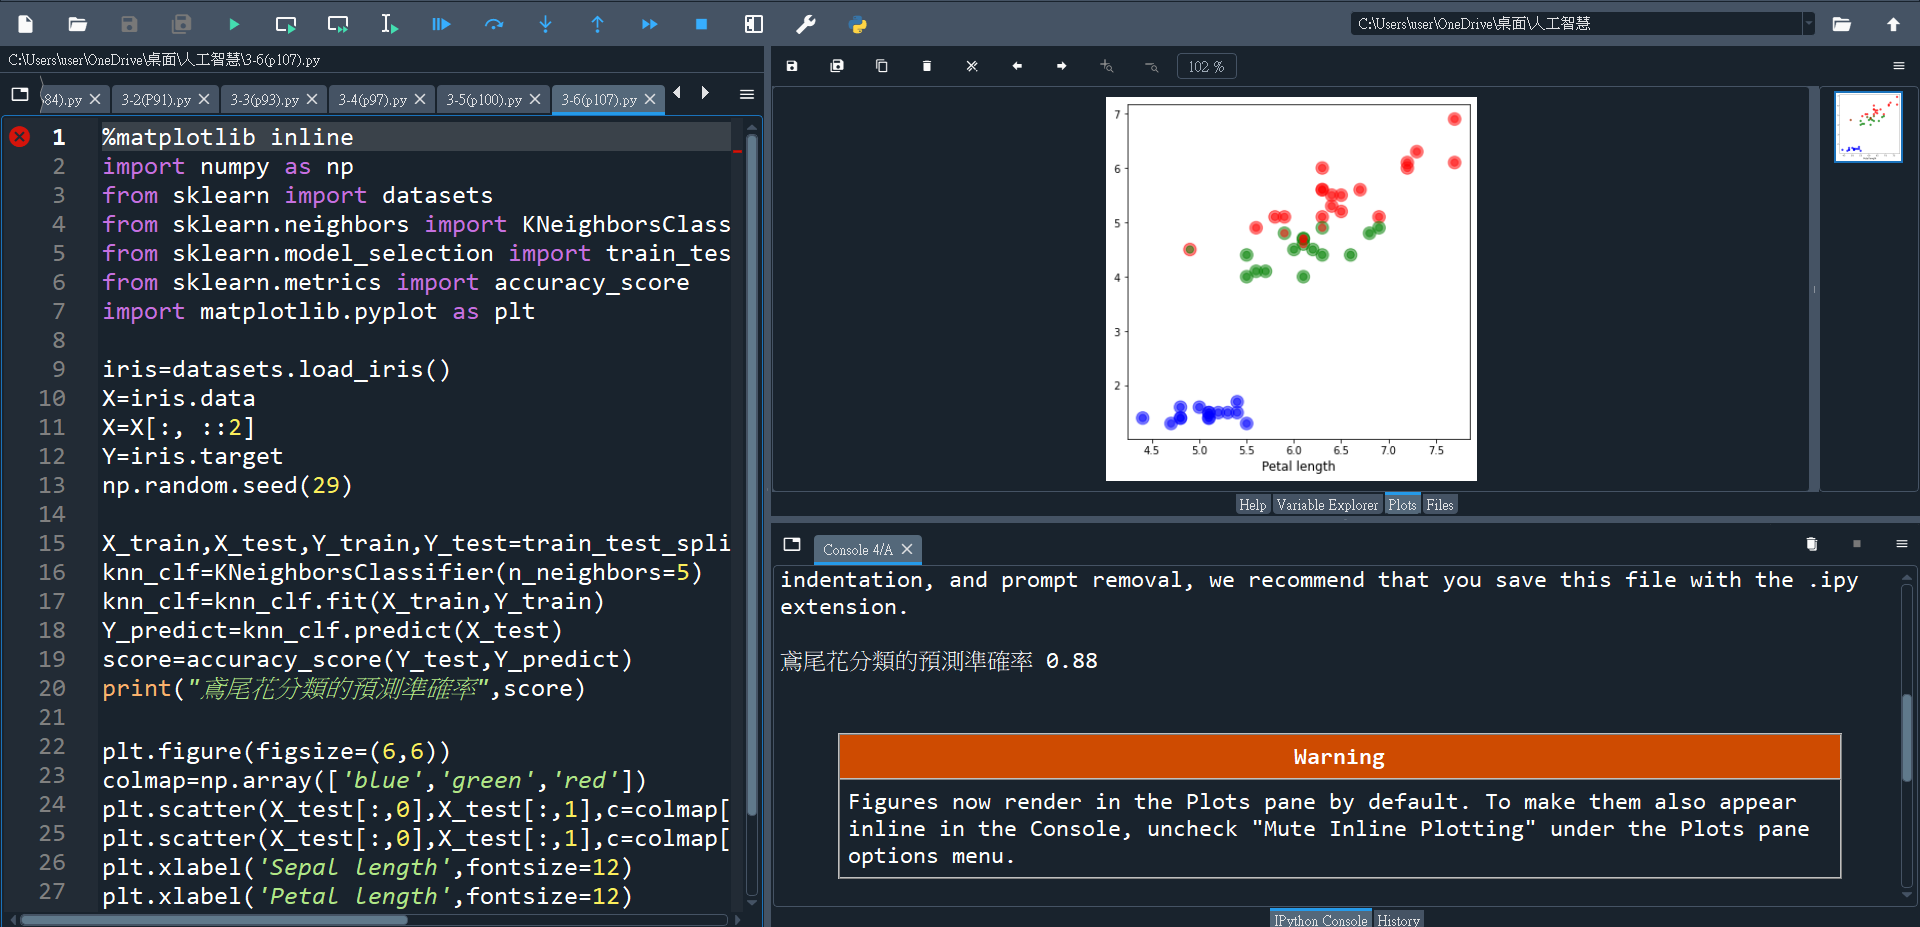 C:\Users\user\OneDrive\桌面\人工智慧
C:\Users\user\OneDrive\桌面\人工智慧\3-6(p107).py
84).py
3-2(P91).py
3-3(p93).py
3-4(p97).py
3-5(p100).py
3-6(p107).py
1 %matplotlib inline
2 import numpy as np
3 from sklearn import datasets
4 from sklearn.neighbors import KNeighborsClass
5 from sklearn.model_selection import train_tes
6 from sklearn.metrics import accuracy_score
7 import matplotlib.pyplot as plt
8
9 iris=datasets.load_iris()
10 X=iris.data
11 X=X[:, ::2]
12 Y=iris.target
13 np.random.seed(29)
14
15 X_train,X_test,Y_train,Y_test=train_test_spli
16 knn_clf=KNeighborsClassifier(n_neighbors=5)
17 knn_clf=knn_clf.fit(X_train,Y_train)
18 Y_predict=knn_clf.predict(X_test)
19 score=accuracy_score(Y_test,Y_predict)
20 print("鳶尾花分類的預測準確率",score)
21
22 plt.figure(figsize=(6,6))
23 colmap=np.array(['blue','green','red'])
24 plt.scatter(X_test[:,0],X_test[:,1],c=colmap[
25 plt.scatter(X_test[:,0],X_test[:,1],c=colmap[
26 plt.xlabel('Sepal length',fontsize=12)
27 plt.xlabel('Petal length',fontsize=12)
102 %
7
6
5
4
3
2
4.5 5.0 5.5 6.0 6.5 7.0 7.5
Petal length
Help Variable Explorer Plots Files
Console 4/A
indentation, and prompt removal, we recommend that you save this file with the .ipy
extension.
鳶尾花分類的預測準確率 0.88
Warning
Figures now render in the Plots pane by default. To make them also appear
inline in the Console, uncheck "Mute Inline Plotting" under the Plots pane
options menu.
IPython Console History